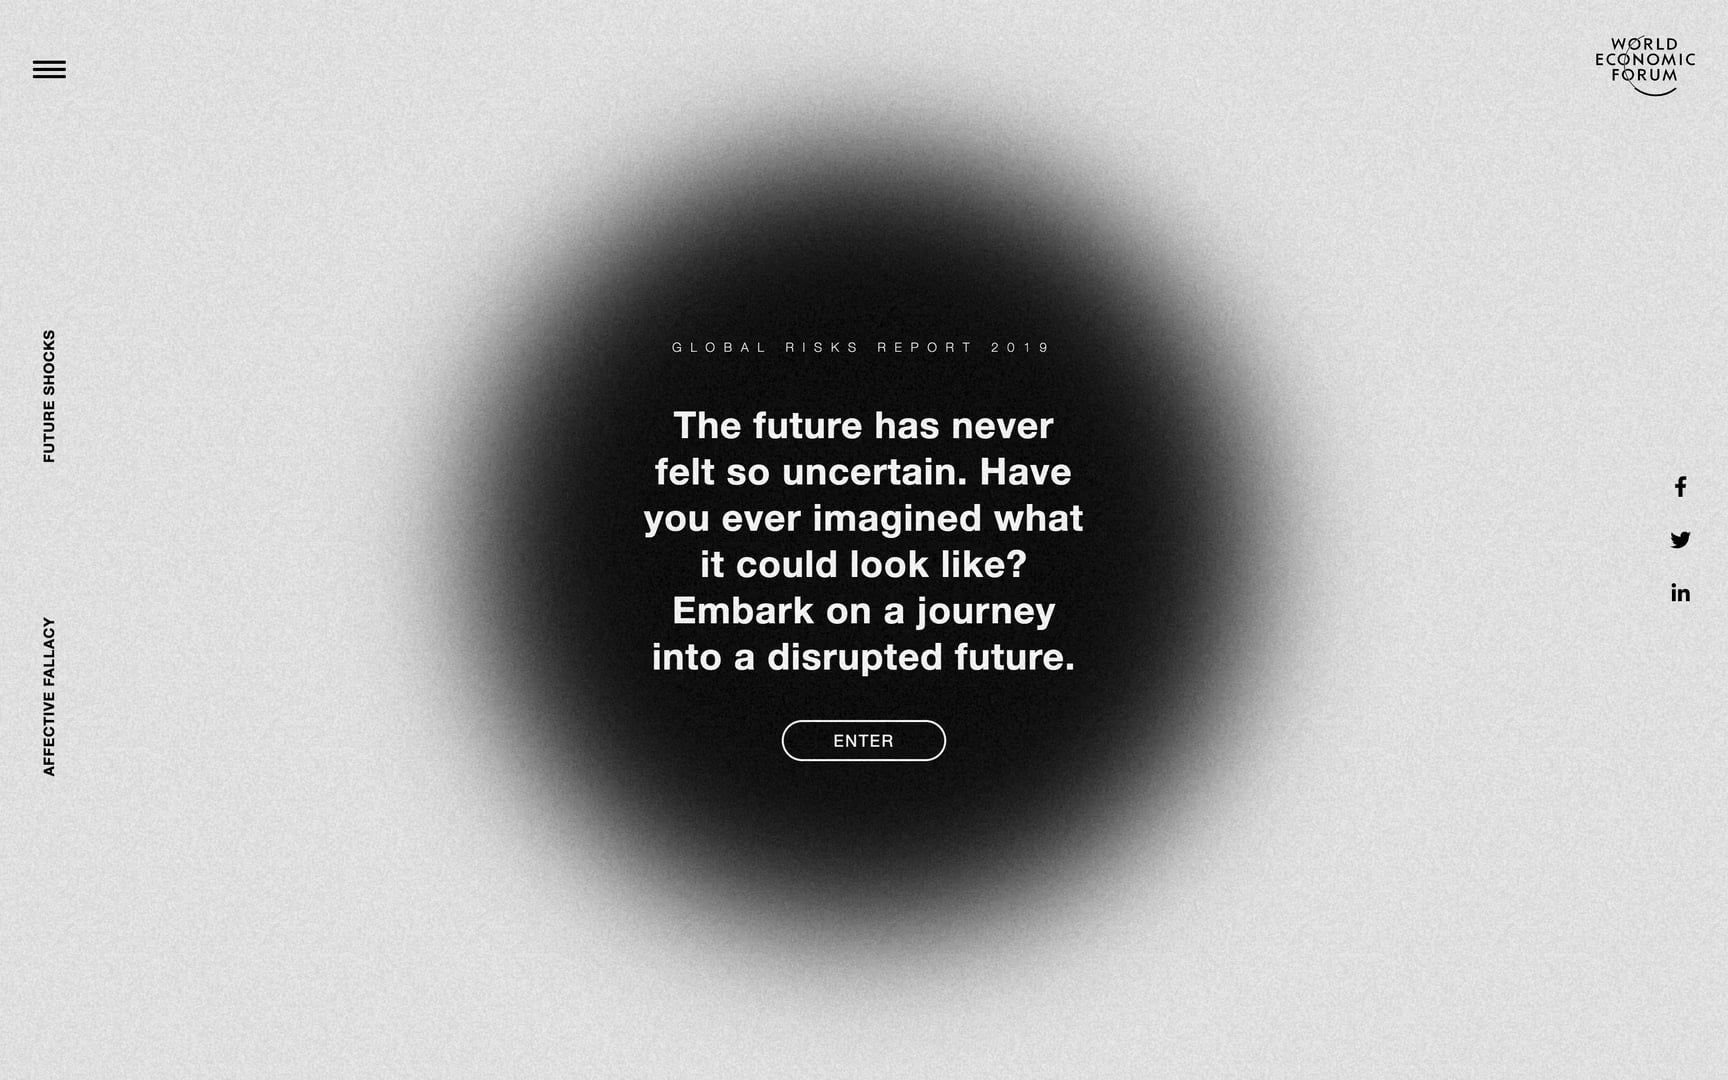 WORLD
ECONOMIC
FORUM
FUTURE SHOCKS
AFFECTIVE FALLACY
GLOBAL RISKS REPORT 2019
The future has never
felt so uncertain. Have
you ever imagined what
it could look like?
Embark on a journey
into a disrupted future.
ENTER